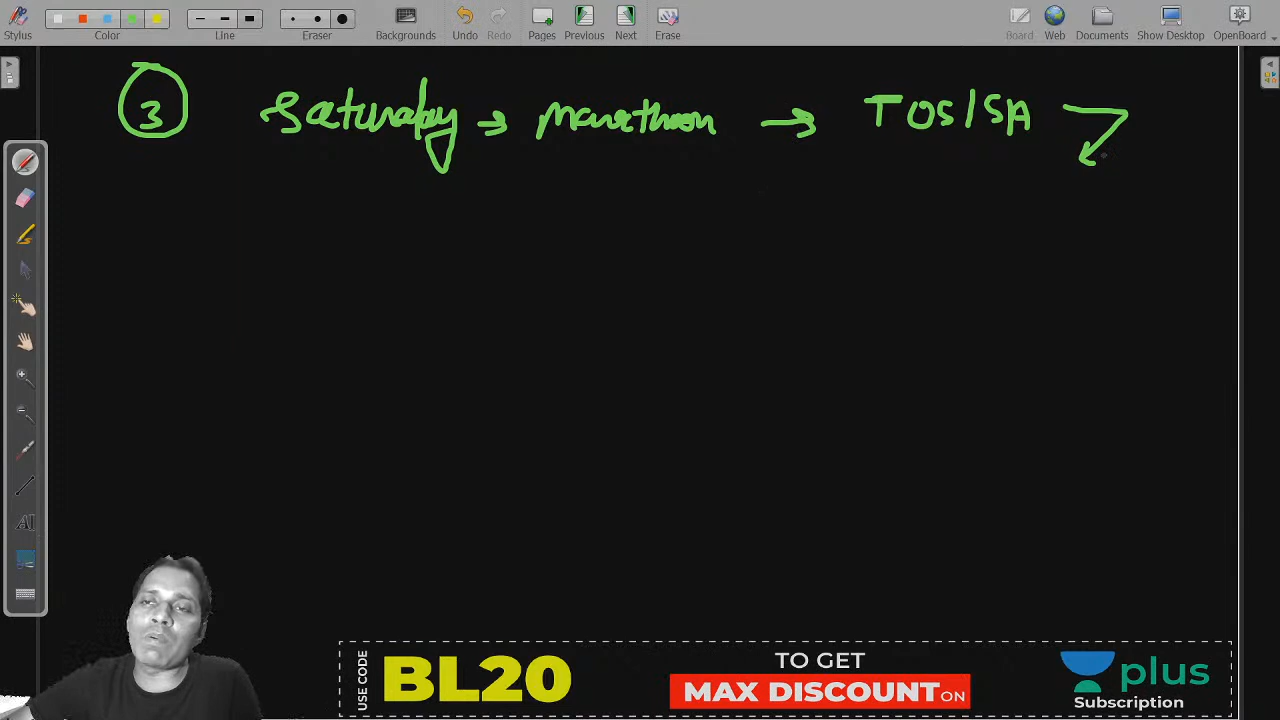 Stylus Color Line Eraser Backgrounds Undo Redo Pages Previous Next Erase Board Web Documents Show Desktop OpenBoard
3 Saturday → Marathon → TOS/SA
USE CODE BL20
TO GET
MAX DISCOUNT ON
plus
Subscription